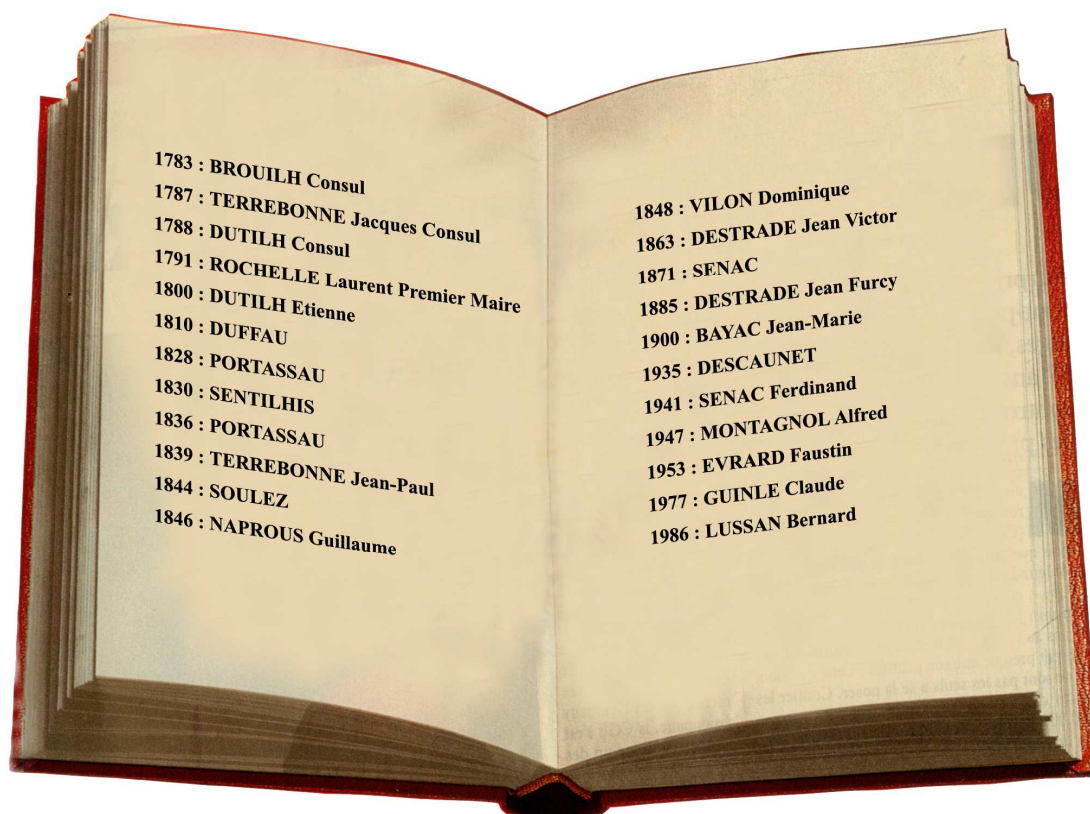 1783 : BROUILH Consul
1787 : TERREBONNE Jacques Consul
1788 : DUTILH Consul
1791 : ROCHELLE Laurent Premier Maire
1800 : DUTILH Etienne
1810 : DUFFAU
1828 : PORTASSAU
1830 : SENTILHIS
1836 : PORTASSAU
1839 : TERREBONNE Jean-Paul
1844 : SOULEZ
1846 : NAPROUS Guillaume
1848 : VILON Dominique
1863 : DESTRADE Jean Victor
1871 : SENAC
1885 : DESTRADE Jean Furcy
1900 : BAYAC Jean-Marie
1935 : DESCAUNET
1941 : SENAC Ferdinand
1947 : MONTAGNOL Alfred
1953 : EVRARD Faustin
1977 : GUINLE Claude
1986 : LUSSAN Bernard